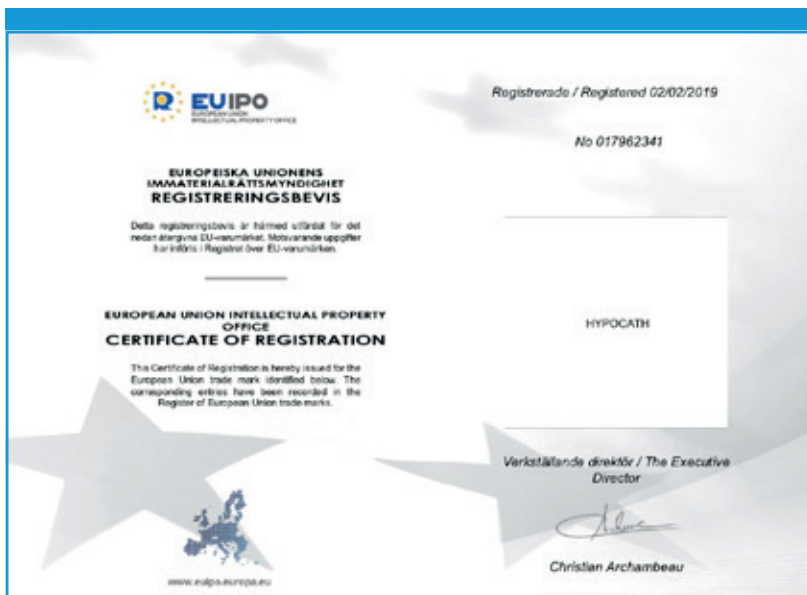 EUIPO
EUROPEAN UNION
INTELLECTUAL PROPERTY OFFICE
EUROPEISKA UNIONENS
IMMATERIALRÄTTSMYNDIGHET
REGISTRERINGSBEVIS
Detta registreringsbevis är härmed utfärdat för det
nedan återgivna EU-varumärket. Motsvarande uppgifter
har införts i Registret över EU-varumärken.
EUROPEAN UNION INTELLECTUAL PROPERTY
OFFICE
CERTIFICATE OF REGISTRATION
This Certificate of Registration is hereby issued for the
European Union trade mark identified below. The
corresponding entries have been recorded in the
Register of European Union trade marks.
www.euipo.europa.eu
Registrerade / Registered 02/02/2019
No 017962341
HYPOCATH
Verkställande direktör / The Executive
Director
Christian Archambeau